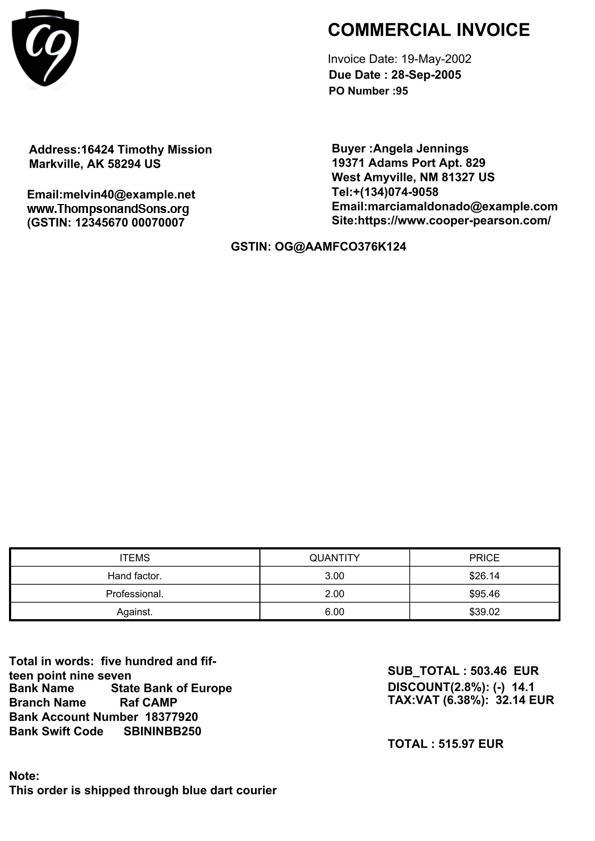 C9
COMMERCIAL INVOICE
Invoice Date: 19-May-2002
Due Date : 28-Sep-2005
PO Number :95
Address:16424 Timothy Mission
Markville, AK 58294 US
Email:melvin40@example.net
www.ThompsonandSons.org
(GSTIN: 12345670 00070007
Buyer :Angela Jennings
19371 Adams Port Apt. 829
West Amyville, NM 81327 US
Tel:+(134)074-9058
Email:marciamaldonado@example.com
Site:https://www.cooper-pearson.com/
GSTIN: OG@AAMFCO376K124
ITEMS QUANTITY PRICE
Hand factor. 3.00 $26.14
Professional. 2.00 $95.46
Against. 6.00 $39.02
Total in words: five hundred and fif-
teen point nine seven
Bank Name State Bank of Europe
Branch Name Raf CAMP
Bank Account Number 18377920
Bank Swift Code SBININBB250
SUB_TOTAL : 503.46 EUR
DISCOUNT(2.8%): (-) 14.1
TAX:VAT (6.38%): 32.14 EUR
TOTAL : 515.97 EUR
Note:
This order is shipped through blue dart courier